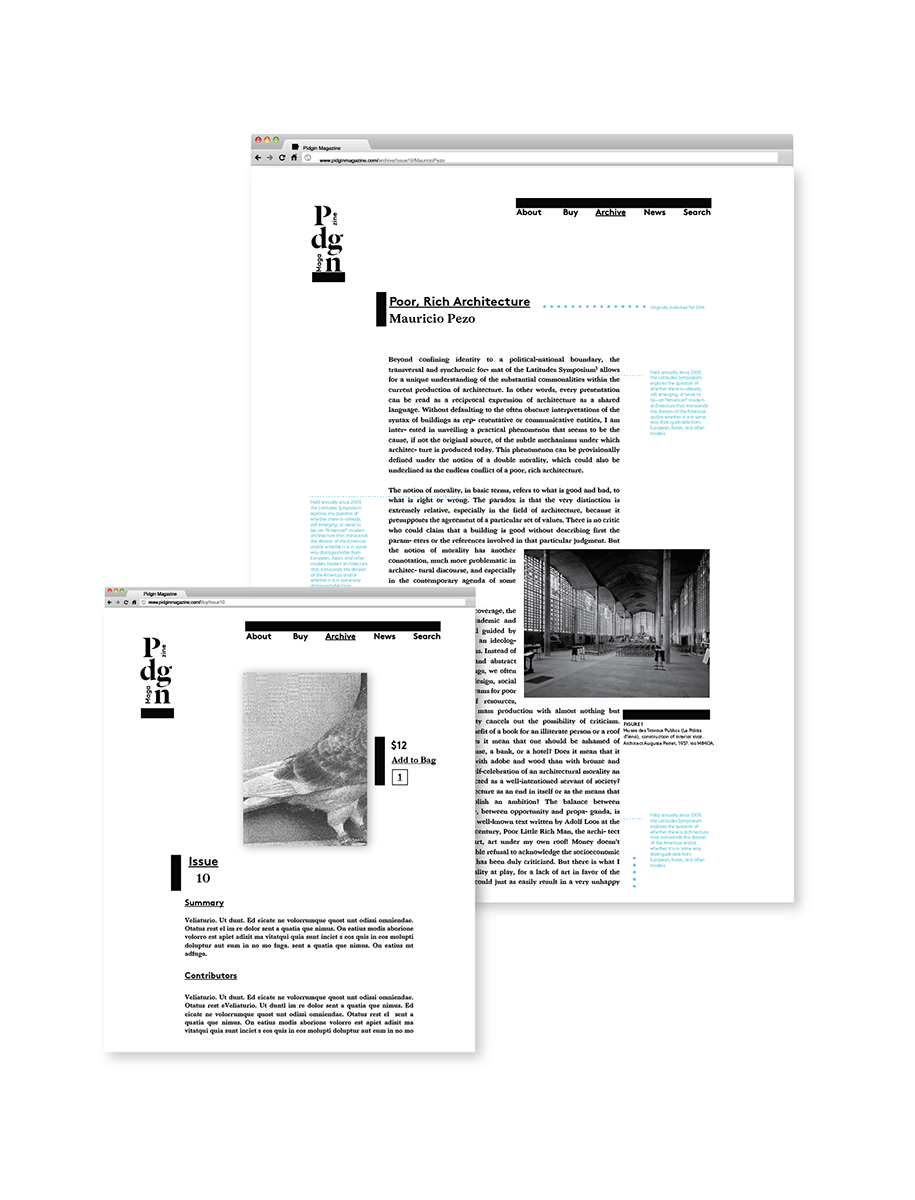 Pidgin Magazine
www.pidginmagazine.com/archive/Issue19/MauricioPezo
P
dg
n
Maga
zine
About Buy Archive News Search
Poor, Rich Architecture
Mauricio Pezo
Originally published Fall 2014.
Beyond confining identity to a political-national boundary, the
transversal and synchronic for- mat of the Latitudes Symposium¹ allows
for a unique understanding of the substantial commonalities within the
current production of architecture. In other words, every presentation
can be read as a reciprocal expression of architecture as a shared
language. Without defaulting to the often obscure interpretations of the
syntax of buildings as rep- resentative or communicative entities, I am
inter- ested in unveiling a practical phenomenon that seems to be the
cause, if not the original source, of the subtle mechanisms under which
architec- ture is produced today. This phenomenon can be provisionally
defined under the notion of a double morality, which could also be
underlined as the endless conflict of a poor, rich architecture.
Held annually since 2009,
the Latitudes Symposium
explores the question of
whether there is—already,
still emerging, or never to
be—an "American" modern
architecture that transcends
the division of the Americas
and/or whether it is in some
way distinguishable from
European, Asian, and other
models.
The notion of morality, in basic terms, refers to what is good and bad, to
what is right or wrong. The paradox is that the very distinction is
extremely relative, especially in the field of architecture, because it
presupposes the agreement of a particular set of values. There is no critic
who could claim that a building is good without describing first the
param- eters or the references involved in that particular judgment. But
the notion of morality has another
connotation, much more problematic in
architec- tural discourse, and especially
in the contemporary agenda of some
Held annually since 2009,
the Latitudes Symposium
explores the question of
whether there is—already,
still emerging, or never to
be—an "American" modern
architecture that transcends
the division of the Americas
and/or whether it is in some
way distinguishable from
European, Asian, and other
models modern architecture
that transcends the division
of the Americas and/or
whether it is in some way
distinguishable from
coverage, the
cademic and
l guided by
an ideolog-
ns. Instead of
and abstract
ngs, we often
design, social
rams for poor
f resources,
mass production with almost nothing but
ty cancels out the possibility of criticism.
nefit of a book for an illiterate person or a roof
s it mean that one should be ashamed of
use, a bank, or a hotel? Does it mean that it
with adobe and wood than with bronze and
elf-celebration of an architectural morality an
cted as a well-intentioned servant of society?
ecture as an end in itself or as the means that
blish an ambition? The balance between
, between opportunity and propa- ganda, is
well-known text written by Adolf Loos at the
century, Poor Little Rich Man, the archi- tect
urt, art under my own roof! Money doesn't
ble refusal to acknowledge the socioeconomic
has been duly criticized. But there is what I
ality at play, for a lack of art in favor of the
could just as easily result in a very unhappy
FIGURE 1
Musée des Travaux Publics (Le Palais
d'Iéna), construction of interior stair.
Architect Auguste Perret, 1937.
Held annually since 2009,
the Latitudes Symposium
explores the question of
whether there is architecture
that transcends the division
of the Americas and/or
whether it is in some way
distinguishable from
European, Asian, and other
models.
Pidgin Magazine
www.pidginmagazine.com/Buy/Issue10
P
dg
n
Maga
zine
About Buy Archive News Search
$12
Add to Bag
1
Issue
10
Summary
Veliaturio. Ut dunt. Ed eicate ne volorrumque quost unt odissi omniendae.
Otatus rest el im re dolor sent a quatia que nimus. On eatius modis aborione
volorro est apiet adisit ma vitatqui quia sunt inciet s eos quis in eos molupti
doluptur aut eum in no mo fuga. sent a quatia que nimus. On eatius mt
adfuga.
Contributors
Veliaturio. Ut dunt. Ed eicate ne volorrumque quost unt odissi omniendae.
Otatus rest eVeliaturio. Ut duntl im re dolor sent a quatia que nimus. Ed
eicate ne volorrumque quost unt odissi omniendae. Otatus rest el sent a
quatia que nimus. On eatius modis aborione volorro est apiet adisit ma
vitatqui quia sunt inciet s eos quis in eos molupti doluptur aut eum in no mo